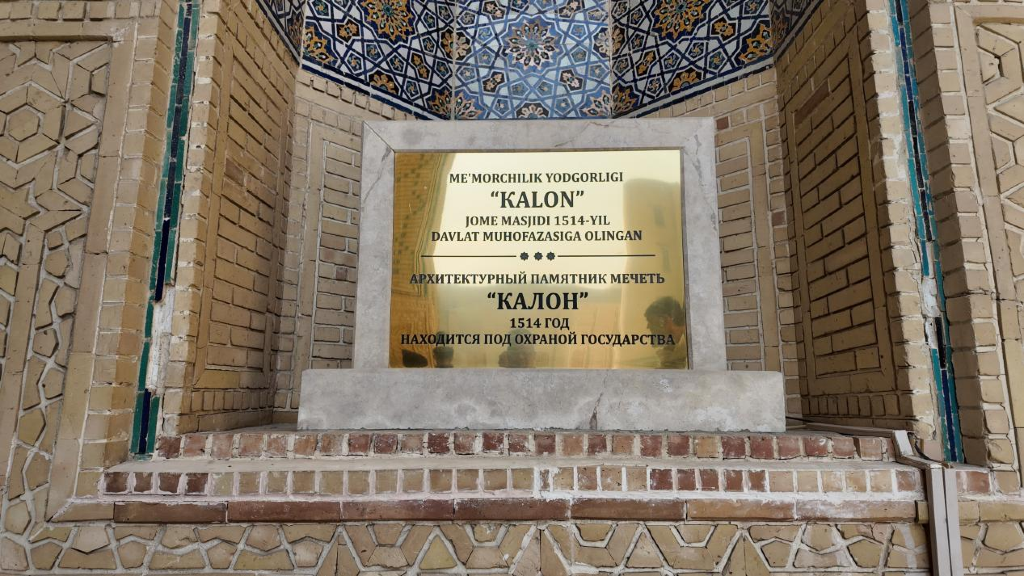 ME'MORCHILIK YODGORLIGI
"KALON"
JOME MASJIDI 1514-YIL
DAVLAT MUHOFAZASIGA OLINGAN
АРХИТЕКТУРНЫЙ ПАМЯТНИК МЕЧЕТЬ
"КАЛОН"
1514 ГОД
НАХОДИТСЯ ПОД ОХРАНОЙ ГОСУДАРСТВА